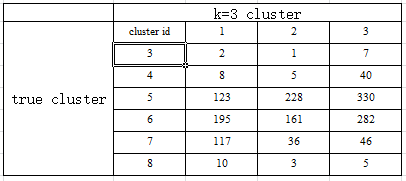 k=3 cluster
cluster id 1 2 3
3 2 1 7
4 8 5 40
true cluster 5 123 228 330
6 195 161 282
7 117 36 46
8 10 3 5